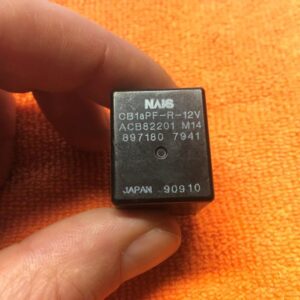 NAIS
CB1aPF-R-12V
ACB82201 M14
897180 7941
JAPAN 90910